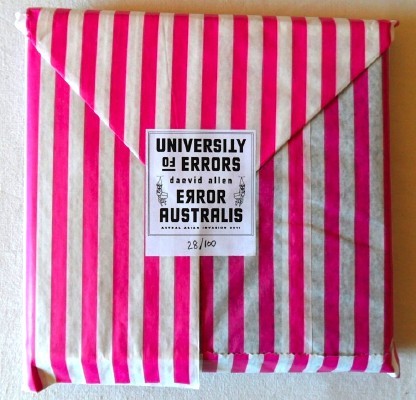 UNIVERSITY
OF ERRORS
daevid allen
ERROR
AUSTRALIS
28/100